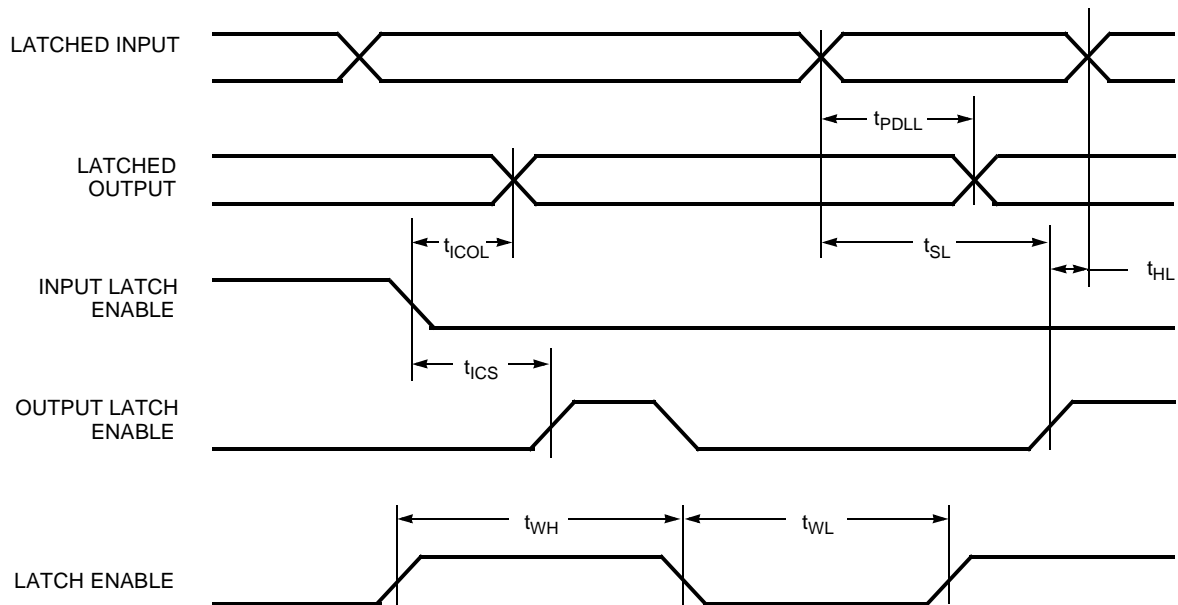 LATCHED INPUT
tPDLL
LATCHED
OUTPUT
tICOL
tSL
tHL
INPUT LATCH
ENABLE
tICS
OUTPUT LATCH
ENABLE
tWH
tWL
LATCH ENABLE